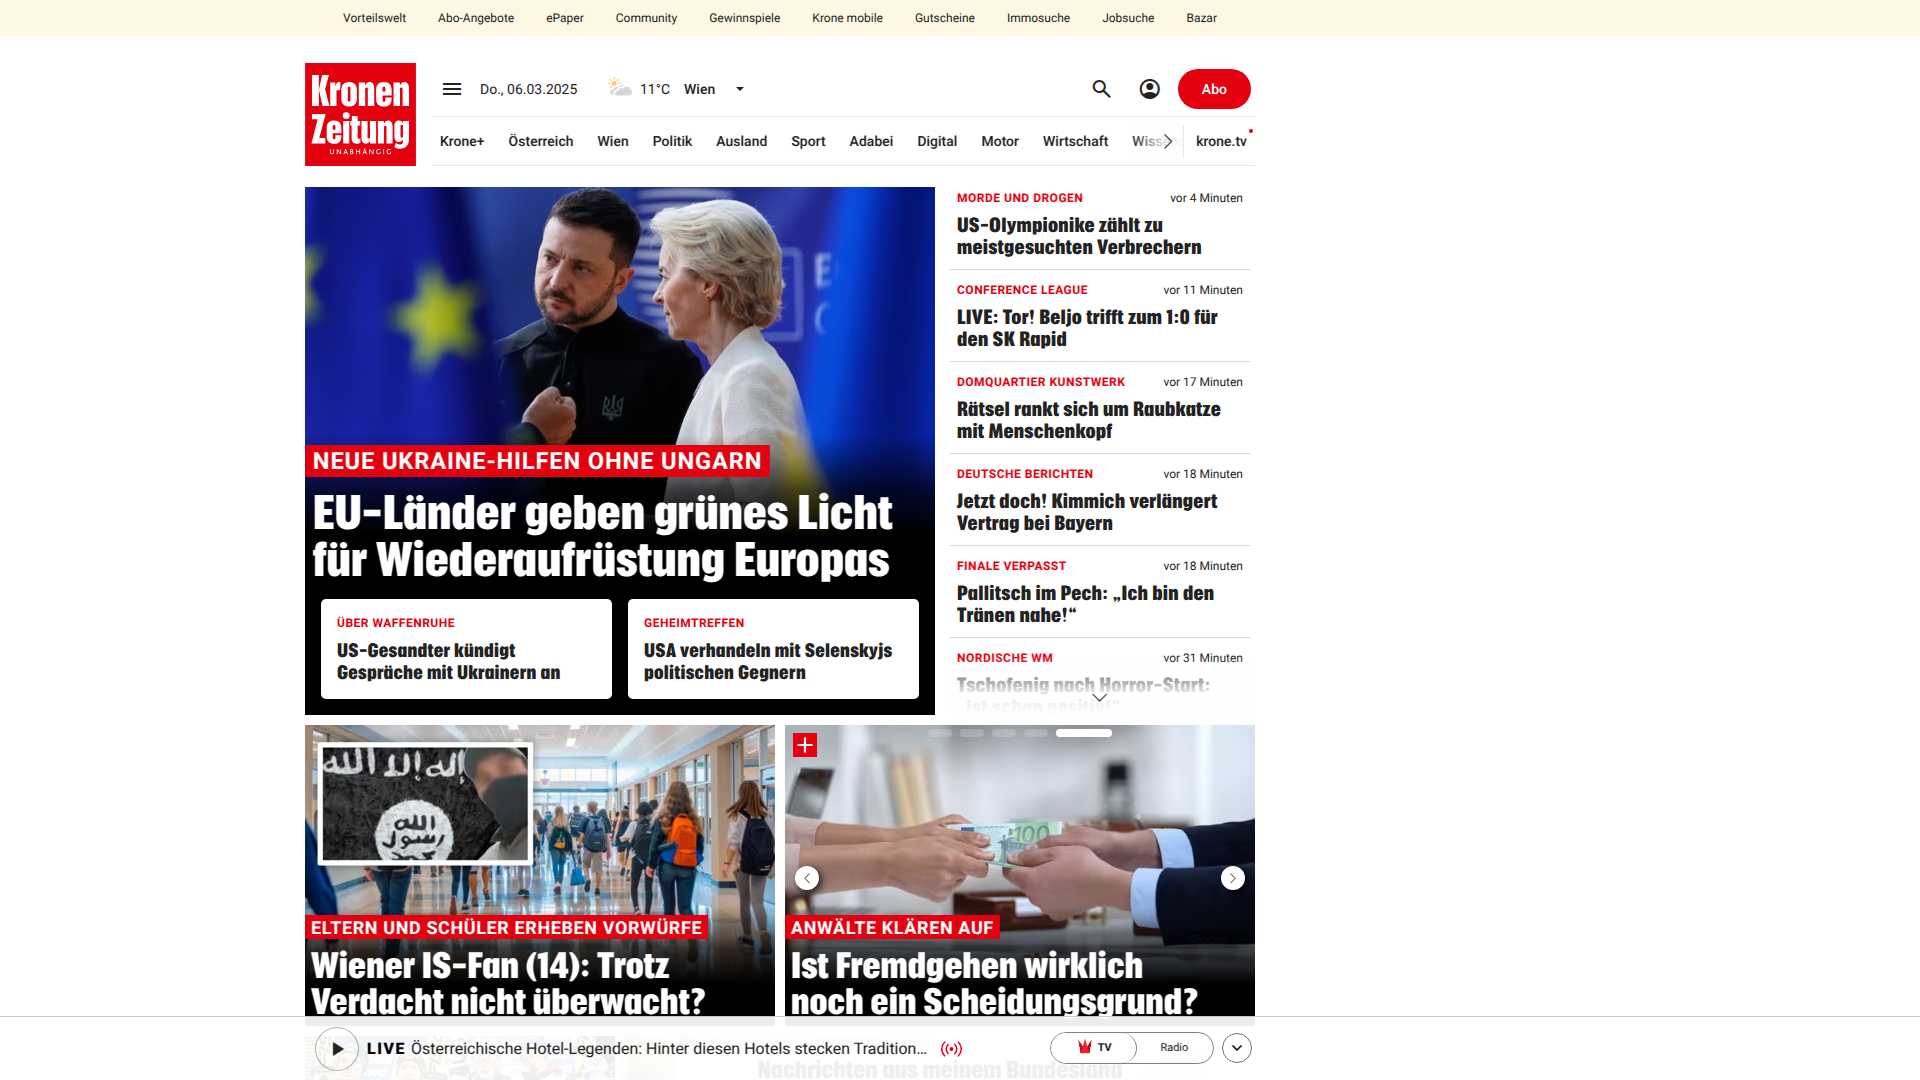 Vorteilswelt Abo-Angebote ePaper Community Gewinnspiele Krone mobile Gutscheine Immosuche Jobsuche Bazar
Kronen
Zeitung
UNABHÄNGIG
Do., 06.03.2025 11°C Wien Abo
Krone+ Österreich Wien Politik Ausland Sport Adabei Digital Motor Wirtschaft krone.tv
NEUE UKRAINE-HILFEN OHNE UNGARN
EU-Länder geben grünes Licht
für Wiederaufrüstung Europas
ÜBER WAFFENRUHE
US-Gesandter kündigt
Gespräche mit Ukrainern an
GEHEIMTREFFEN
USA verhandeln mit Selenskyjs
politischen Gegnern
MORDE UND DROGEN vor 4 Minuten
US-Olympionike zählt zu
meistgesuchten Verbrechern
CONFERENCE LEAGUE vor 11 Minuten
LIVE: Tor! Beljo trifft zum 1:0 für
den SK Rapid
DOMQUARTIER KUNSTWERK vor 17 Minuten
Rätsel rankt sich um Raubkatze
mit Menschenkopf
DEUTSCHE BERICHTEN vor 18 Minuten
Jetzt doch! Kimmich verlängert
Vertrag bei Bayern
FINALE VERPASST vor 18 Minuten
Pallitsch im Pech: „Ich bin den
Tränen nahe!“
NORDISCHE WM vor 31 Minuten
Tschofenig nach Horror-Start:
„Ist schon positiv!“
ELTERN UND SCHÜLER ERHEBEN VORWÜRFE
Wiener IS-Fan (14): Trotz
Verdacht nicht überwacht?
100
ANWÄLTE KLÄREN AUF
Ist Fremdgehen wirklich
noch ein Scheidungsgrund?
LIVE Österreichische Hotel-Legenden: Hinter diesen Hotels stecken Tradition... TV Radio
Nachrichten aus meinem Bundesland